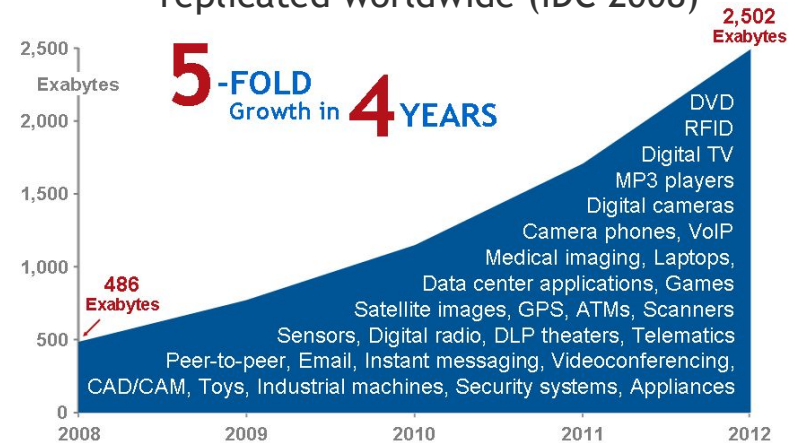 replicated worldwide (IDC 2008)
2,502
Exabytes
2,500
Exabytes
5-FOLD
Growth in 4 YEARS
2,000
1,500
1,000
500
0
486
Exabytes
DVD
RFID
Digital TV
MP3 players
Digital cameras
Camera phones, VoIP
Medical imaging, Laptops,
Data center applications, Games
Satellite images, GPS, ATMs, Scanners
Sensors, Digital radio, DLP theaters, Telematics
Peer-to-peer, Email, Instant messaging, Videoconferencing,
CAD/CAM, Toys, Industrial machines, Security systems, Appliances
2008 2009 2010 2011 2012